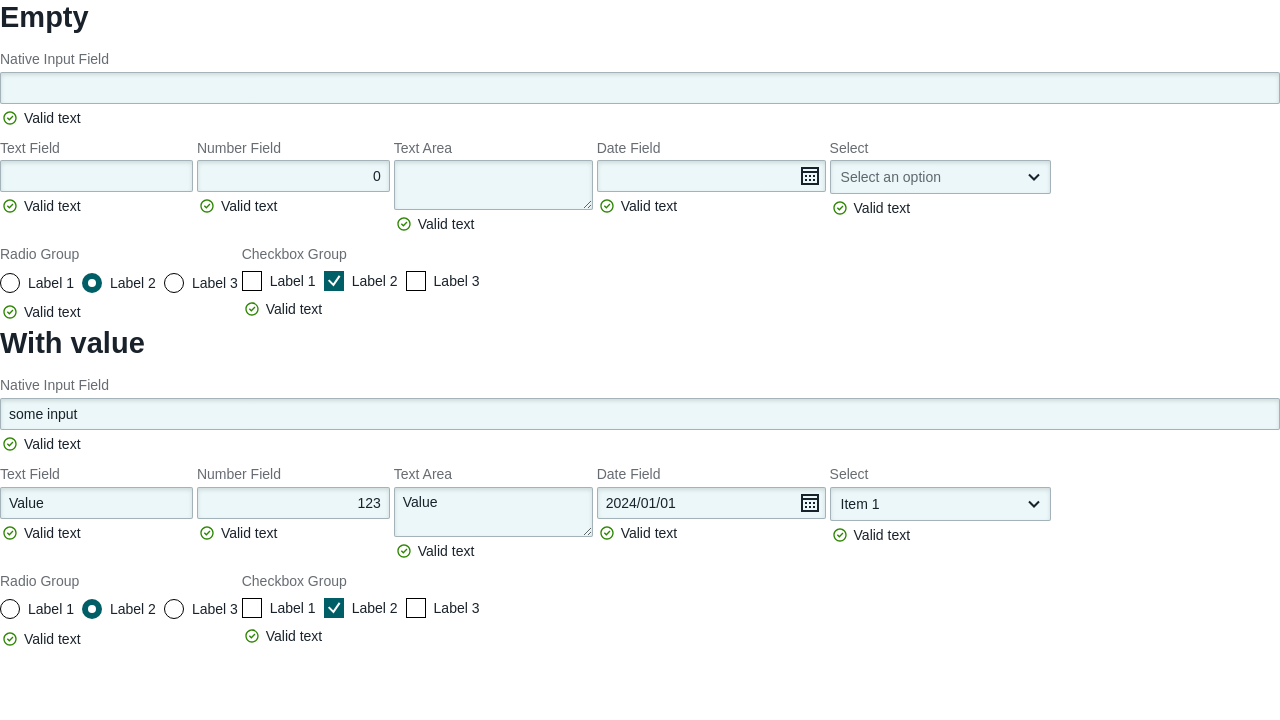 Empty
Native Input Field
Valid text
Text Field Number Field Text Area Date Field Select
0 Select an option
Valid text Valid text Valid text Valid text Valid text
Radio Group Checkbox Group
Label 1 Label 2 Label 3 Label 1 Label 2 Label 3
Valid text Valid text
With value
Native Input Field
some input
Valid text
Text Field Number Field Text Area Date Field Select
Value 123 Value 2024/01/01 Item 1
Valid text Valid text Valid text Valid text Valid text
Radio Group Checkbox Group
Label 1 Label 2 Label 3 Label 1 Label 2 Label 3
Valid text Valid text